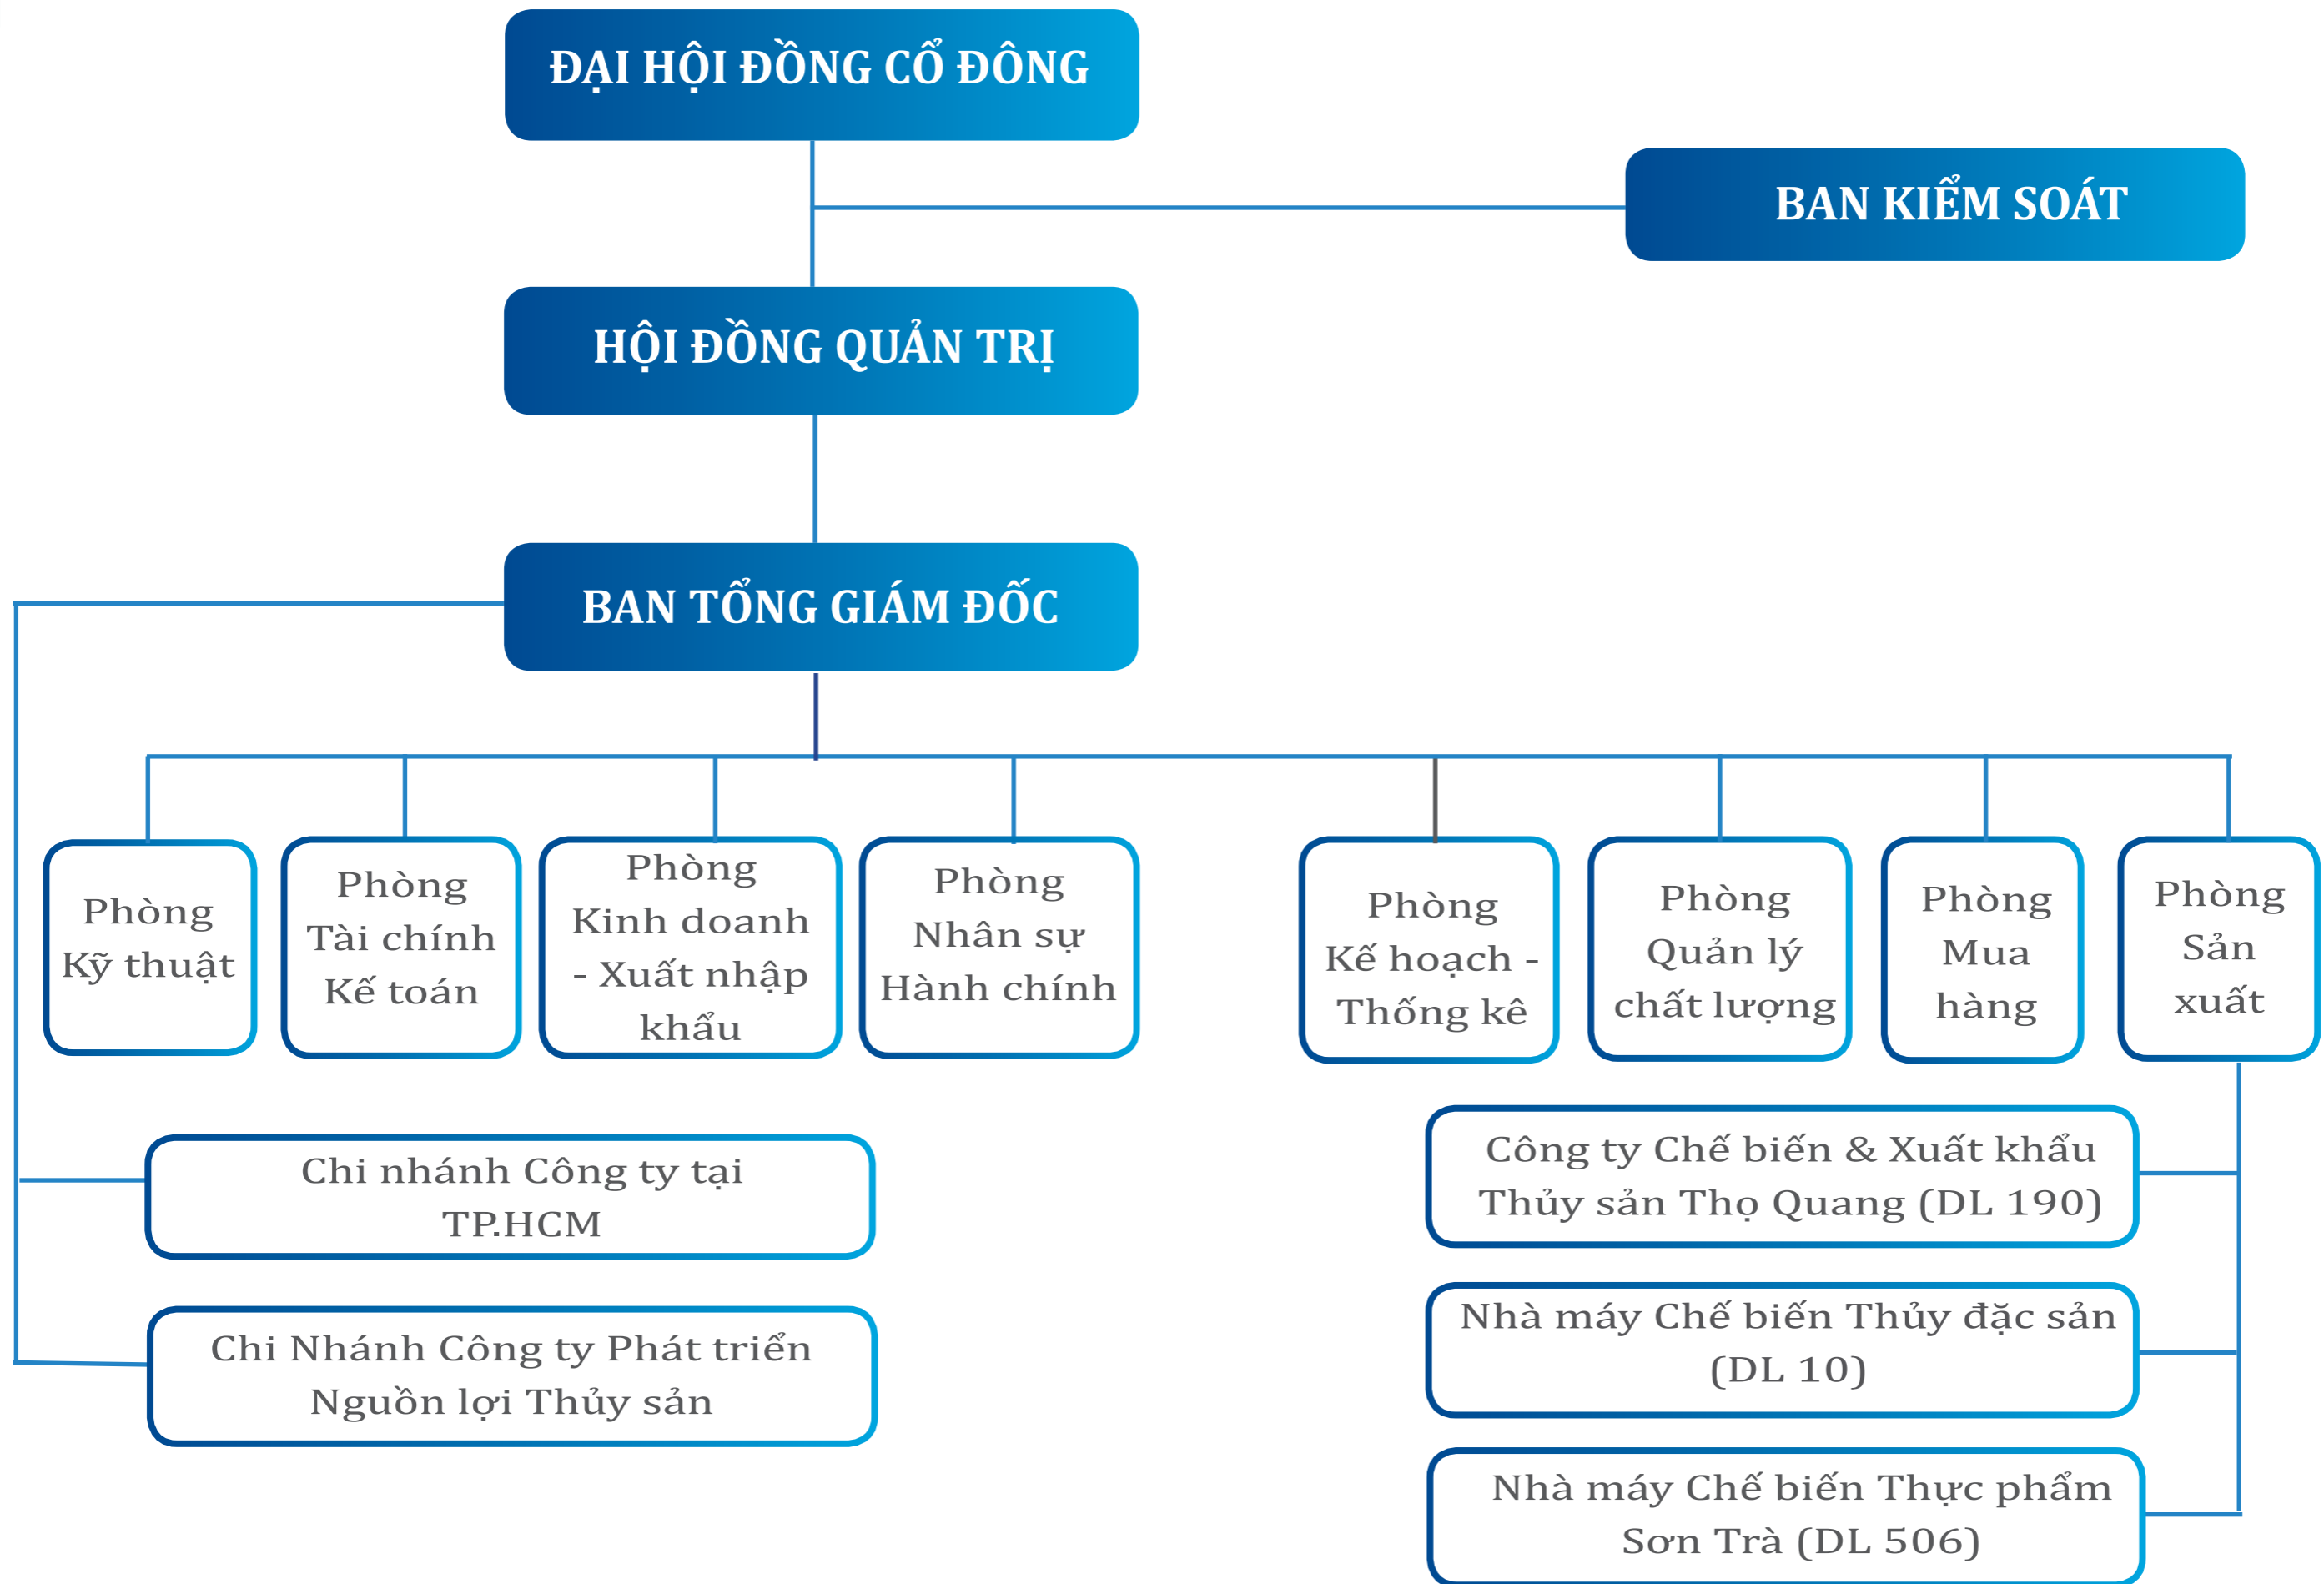 ĐẠI HỘI ĐỒNG CỔ ĐÔNG
BAN KIỂM SOÁT
HỘI ĐỒNG QUẢN TRỊ
BAN TỔNG GIÁM ĐỐC
Phòng
Kỹ thuật
Phòng
Tài chính
Kế toán
Phòng
Kinh doanh
- Xuất nhập
khẩu
Phòng
Nhân sự
Hành chính
Phòng
Kế hoạch -
Thống kê
Phòng
Quản lý
chất lượng
Phòng
Mua
hàng
Phòng
Sản
xuất
Chi nhánh Công ty tại
TP.HCM
Chi Nhánh Công ty Phát triển
Nguồn lợi Thủy sản
Công ty Chế biến & Xuất khẩu
Thủy sản Thọ Quang (DL 190)
Nhà máy Chế biến Thủy đặc sản
(DL 10)
Nhà máy Chế biến Thực phẩm
Sơn Trà (DL 506)